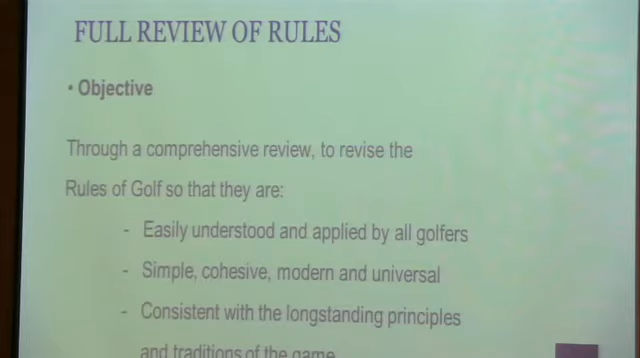 FULL REVIEW OF RULES
• Objective
Through a comprehensive review, to revise the
Rules of Golf so that they are:
- Easily understood and applied by all golfers
- Simple, cohesive, modern and universal
- Consistent with the longstanding principles
and traditions of the game